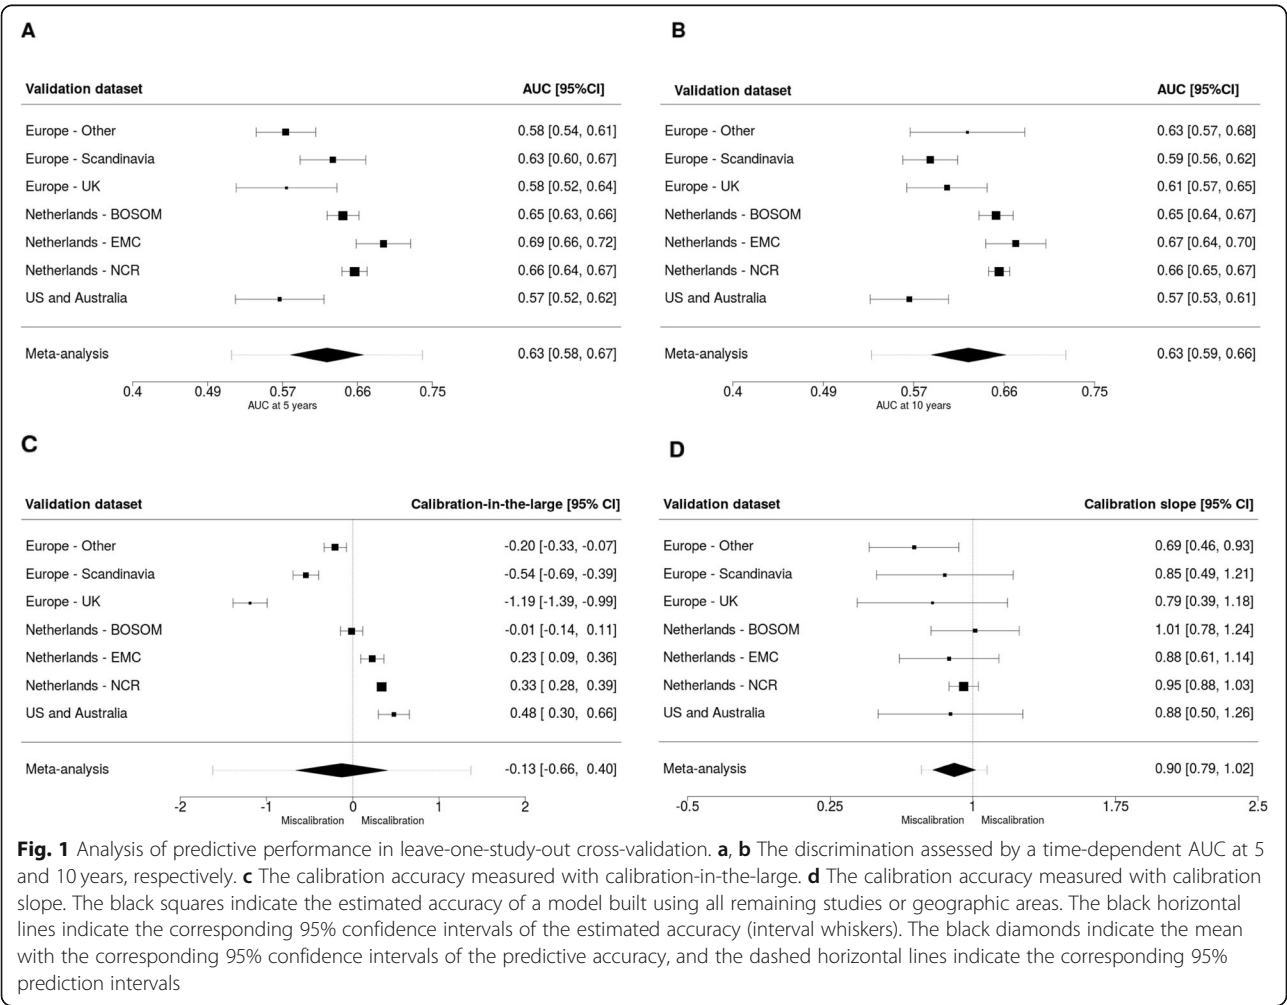 A
Validation dataset AUC [95%CI]
Europe - Other 0.58 [0.54, 0.61]
Europe - Scandinavia 0.63 [0.60, 0.67]
Europe - UK 0.58 [0.52, 0.64]
Netherlands - BOSOM 0.65 [0.63, 0.66]
Netherlands - EMC 0.69 [0.66, 0.72]
Netherlands - NCR 0.66 [0.64, 0.67]
US and Australia 0.57 [0.52, 0.62]
Meta-analysis 0.63 [0.58, 0.67]
0.4 0.49 0.57 0.66 0.75
AUC at 5 years
B
Validation dataset AUC [95%CI]
Europe - Other 0.63 [0.57, 0.68]
Europe - Scandinavia 0.59 [0.56, 0.62]
Europe - UK 0.61 [0.57, 0.65]
Netherlands - BOSOM 0.65 [0.64, 0.67]
Netherlands - EMC 0.67 [0.64, 0.70]
Netherlands - NCR 0.66 [0.65, 0.67]
US and Australia 0.57 [0.53, 0.61]
Meta-analysis 0.63 [0.59, 0.66]
0.4 0.49 0.57 0.66 0.75
AUC at 10 years
C
Validation dataset Calibration-in-the-large [95% CI]
Europe - Other -0.20 [-0.33, -0.07]
Europe - Scandinavia -0.54 [-0.69, -0.39]
Europe - UK -1.19 [-1.39, -0.99]
Netherlands - BOSOM -0.01 [-0.14, 0.11]
Netherlands - EMC 0.23 [ 0.09, 0.36]
Netherlands - NCR 0.33 [ 0.28, 0.39]
US and Australia 0.48 [ 0.30, 0.66]
Meta-analysis -0.13 [-0.66, 0.40]
-2 -1 0 1 2
Miscalibration Miscalibration
D
Validation dataset Calibration slope [95% CI]
Europe - Other 0.69 [0.46, 0.93]
Europe - Scandinavia 0.85 [0.49, 1.21]
Europe - UK 0.79 [0.39, 1.18]
Netherlands - BOSOM 1.01 [0.78, 1.24]
Netherlands - EMC 0.88 [0.61, 1.14]
Netherlands - NCR 0.95 [0.88, 1.03]
US and Australia 0.88 [0.50, 1.26]
Meta-analysis 0.90 [0.79, 1.02]
-0.5 0.25 1 1.75 2.5
Miscalibration Miscalibration
Fig. 1 Analysis of predictive performance in leave-one-study-out cross-validation. a, b The discrimination assessed by a time-dependent AUC at 5
and 10 years, respectively. c The calibration accuracy measured with calibration-in-the-large. d The calibration accuracy measured with calibration
slope. The black squares indicate the estimated accuracy of a model built using all remaining studies or geographic areas. The black horizontal
lines indicate the corresponding 95% confidence intervals of the estimated accuracy (interval whiskers). The black diamonds indicate the mean
with the corresponding 95% confidence intervals of the predictive accuracy, and the dashed horizontal lines indicate the corresponding 95%
prediction intervals